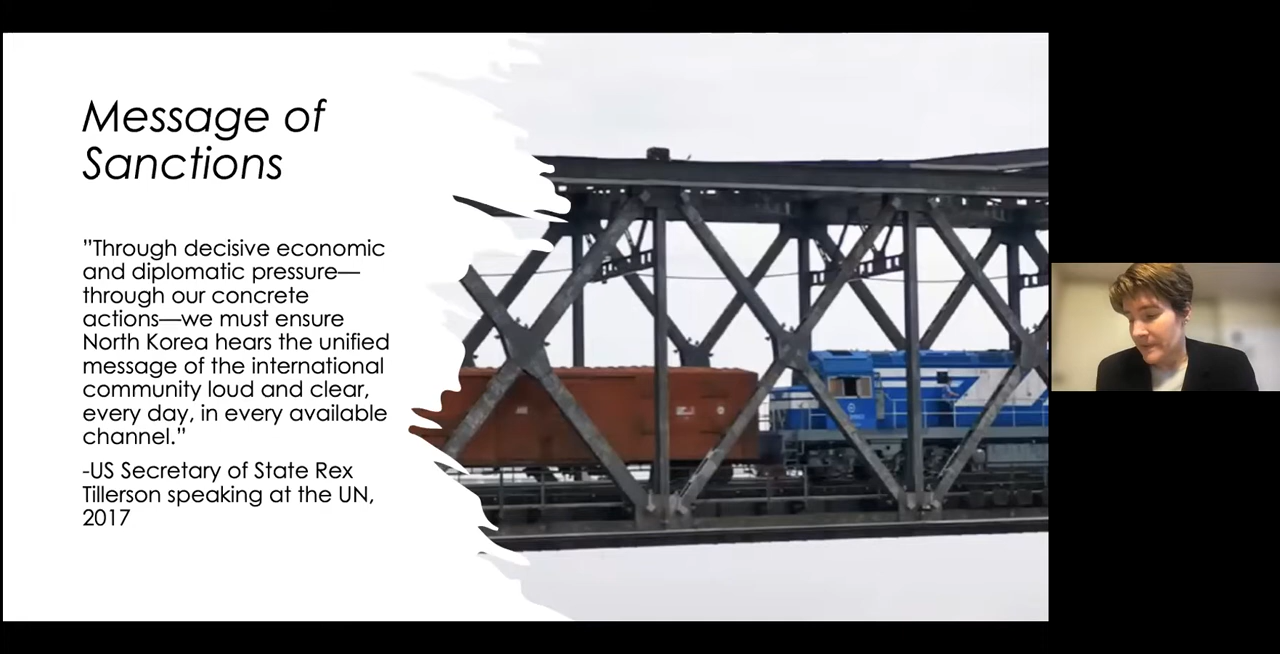 Message of
Sanctions
"Through decisive economic
and diplomatic pressure—
through our concrete
actions—we must ensure
North Korea hears the unified
message of the international
community loud and clear,
every day, in every available
channel."
-US Secretary of State Rex
Tillerson speaking at the UN,
2017